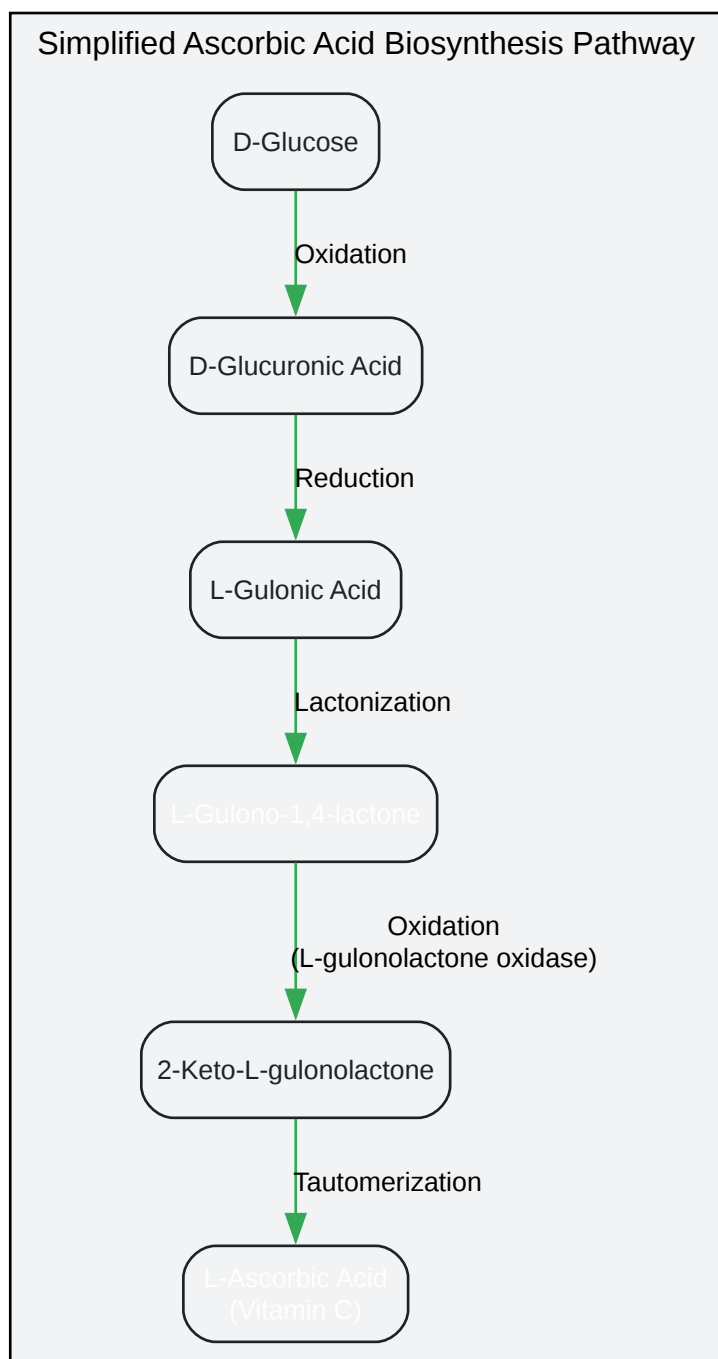 Simplified Ascorbic Acid Biosynthesis Pathway
D-Glucose
Oxidation
D-Glucuronic Acid
Reduction
L-Gulonic Acid
Lactonization
L-Gulono-1,4-lactone
Oxidation
(L-gulonolactone oxidase)
2-Keto-L-gulonolactone
Tautomerization
L-Ascorbic Acid
(Vitamin C)